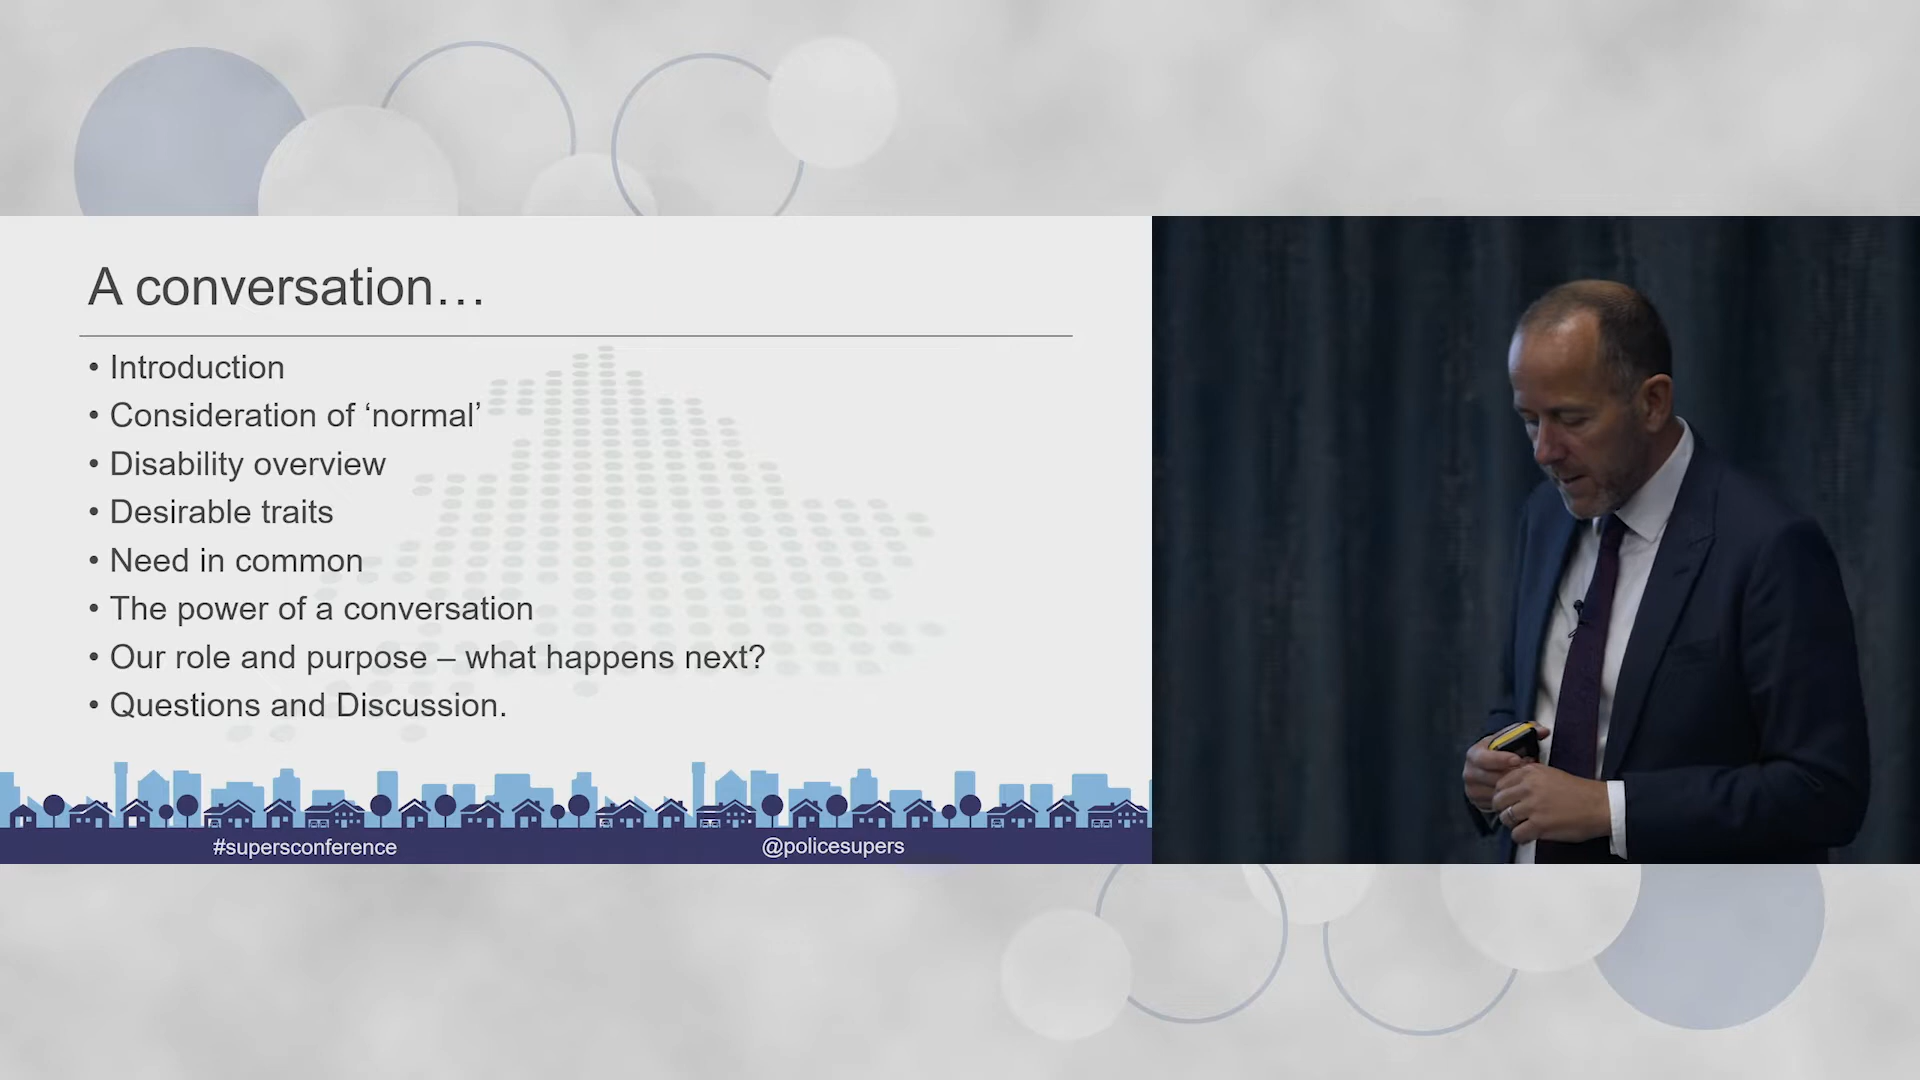 A conversation…
• Introduction
• Consideration of ‘normal’
• Disability overview
• Desirable traits
• Need in common
• The power of a conversation
• Our role and purpose – what happens next?
• Questions and Discussion.
#supersconference
@policesupers